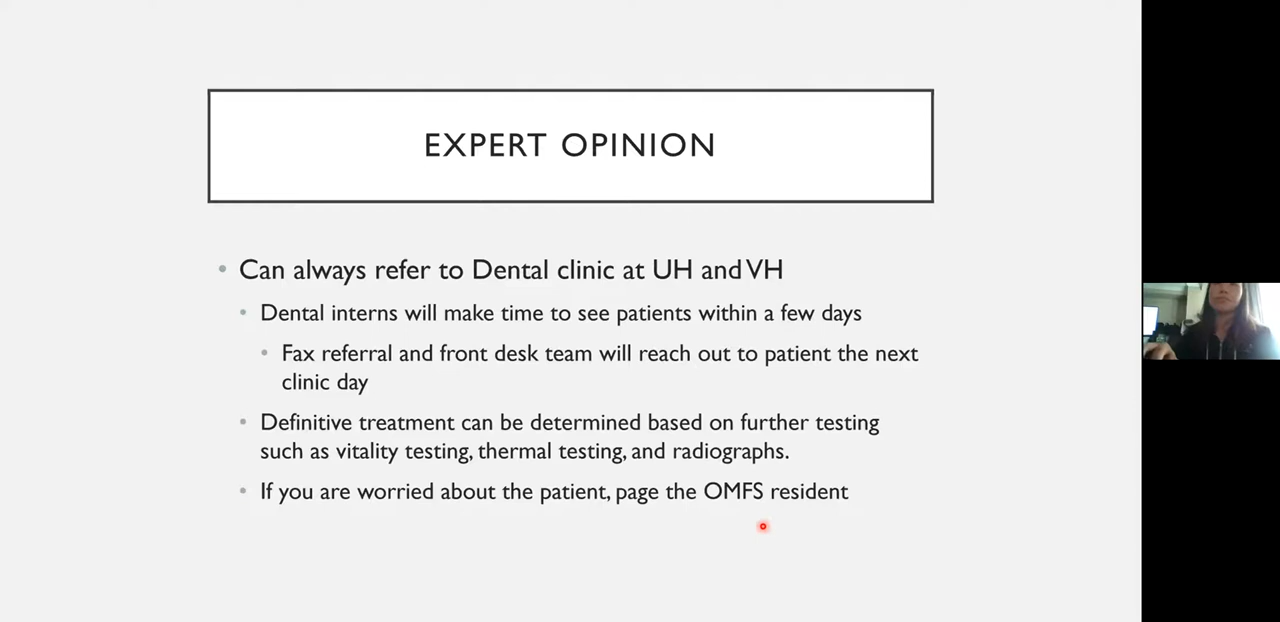 EXPERT OPINION
Can always refer to Dental clinic at UH and VH
Dental interns will make time to see patients within a few days
Fax referral and front desk team will reach out to patient the next
clinic day
Definitive treatment can be determined based on further testing
such as vitality testing, thermal testing, and radiographs.
If you are worried about the patient, page the OMFS resident